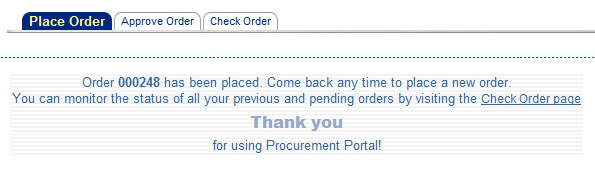 Place Order Approve Order Check Order
Order 000248 has been placed. Come back any time to place a new order.
You can monitor the status of all your previous and pending orders by visiting the Check Order page
Thank you
for using Procurement Portal!